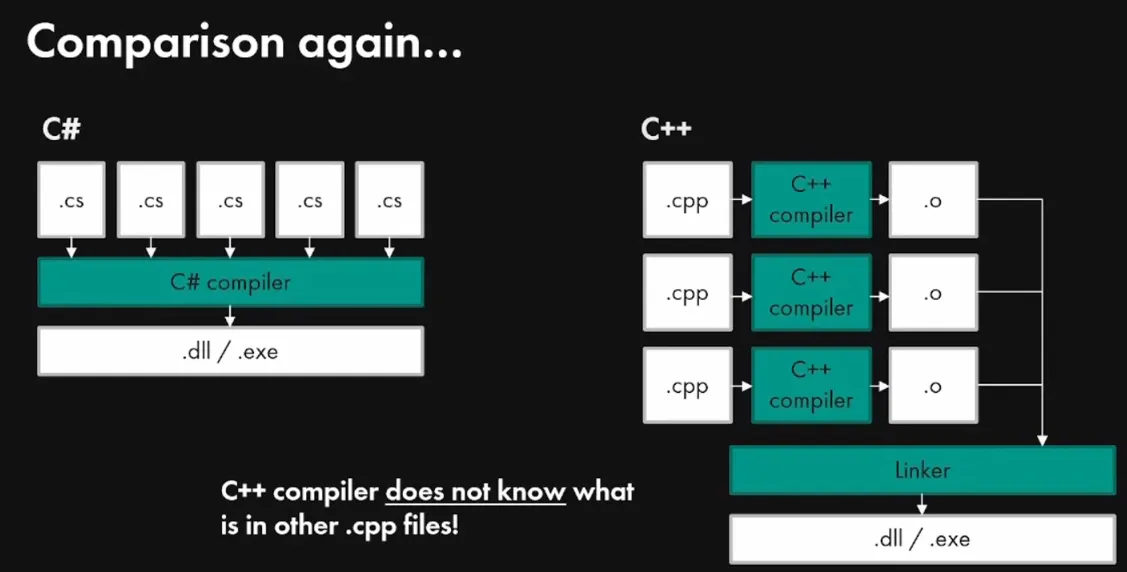 Comparison again...
C#
.cs
.cs
.cs
.cs
.cs
C# compiler
.dll / .exe
C++
.cpp
C++
compiler
.o
.cpp
C++
compiler
.o
.cpp
C++
compiler
.o
Linker
.dll / .exe
C++ compiler does not know what
is in other .cpp files!